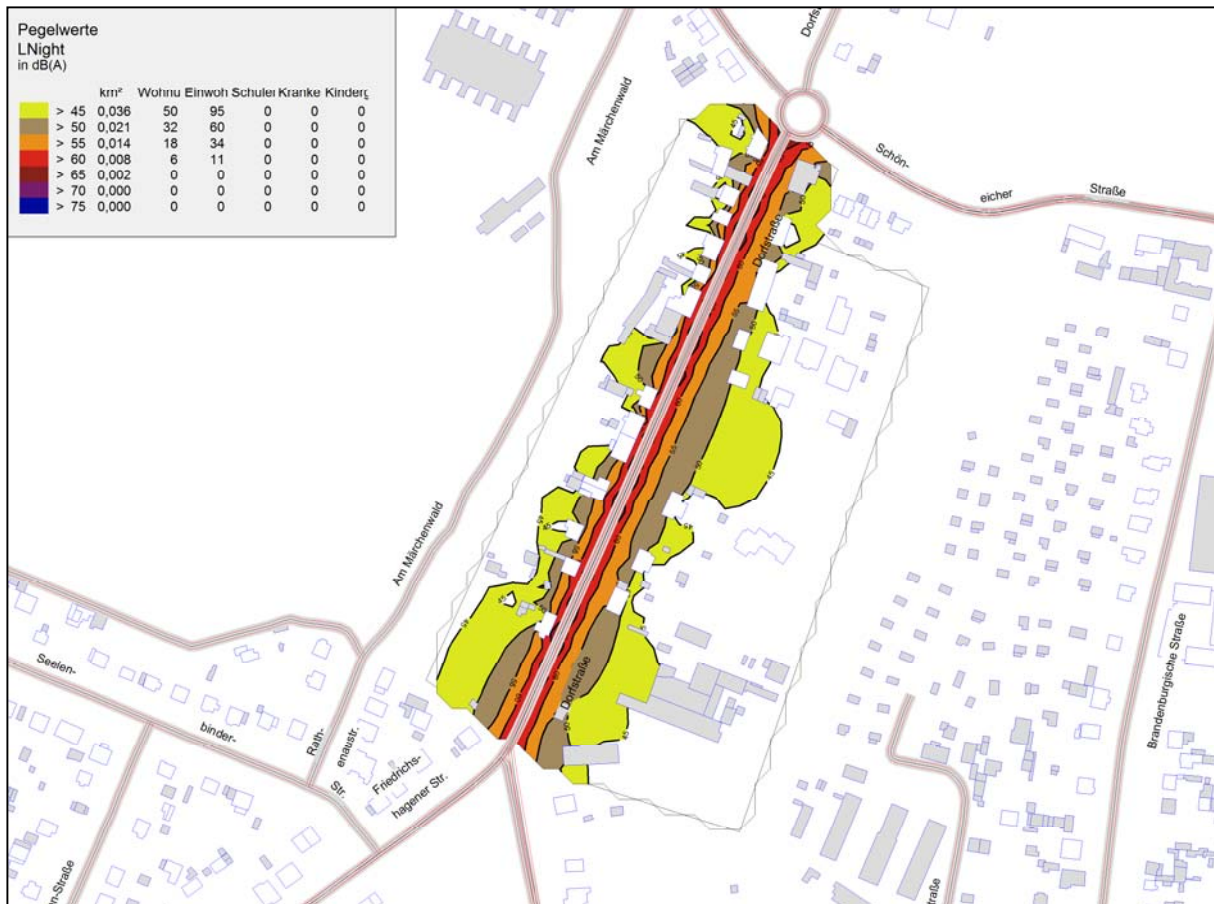 Pegelwerte
LNight
in dB(A)
km² Wohnu Einwoh Schuler Kranke Kinderg
> 45 0,036 50 95 0 0 0
> 50 0,021 32 60 0 0 0
> 55 0,014 18 34 0 0 0
> 60 0,008 6 11 0 0 0
> 65 0,002 0 0 0 0 0
> 70 0,000 0 0 0 0 0
> 75 0,000 0 0 0 0 0
Am Märchenwald
Schön-
eicher
Straße
Dorfstraße
Am Märchenwald
Brandenburgische Straße
Seelen-
binder-
Str.
Rath-
enaustr.
Friedrichs-
hagener Str.
Dorfstraße